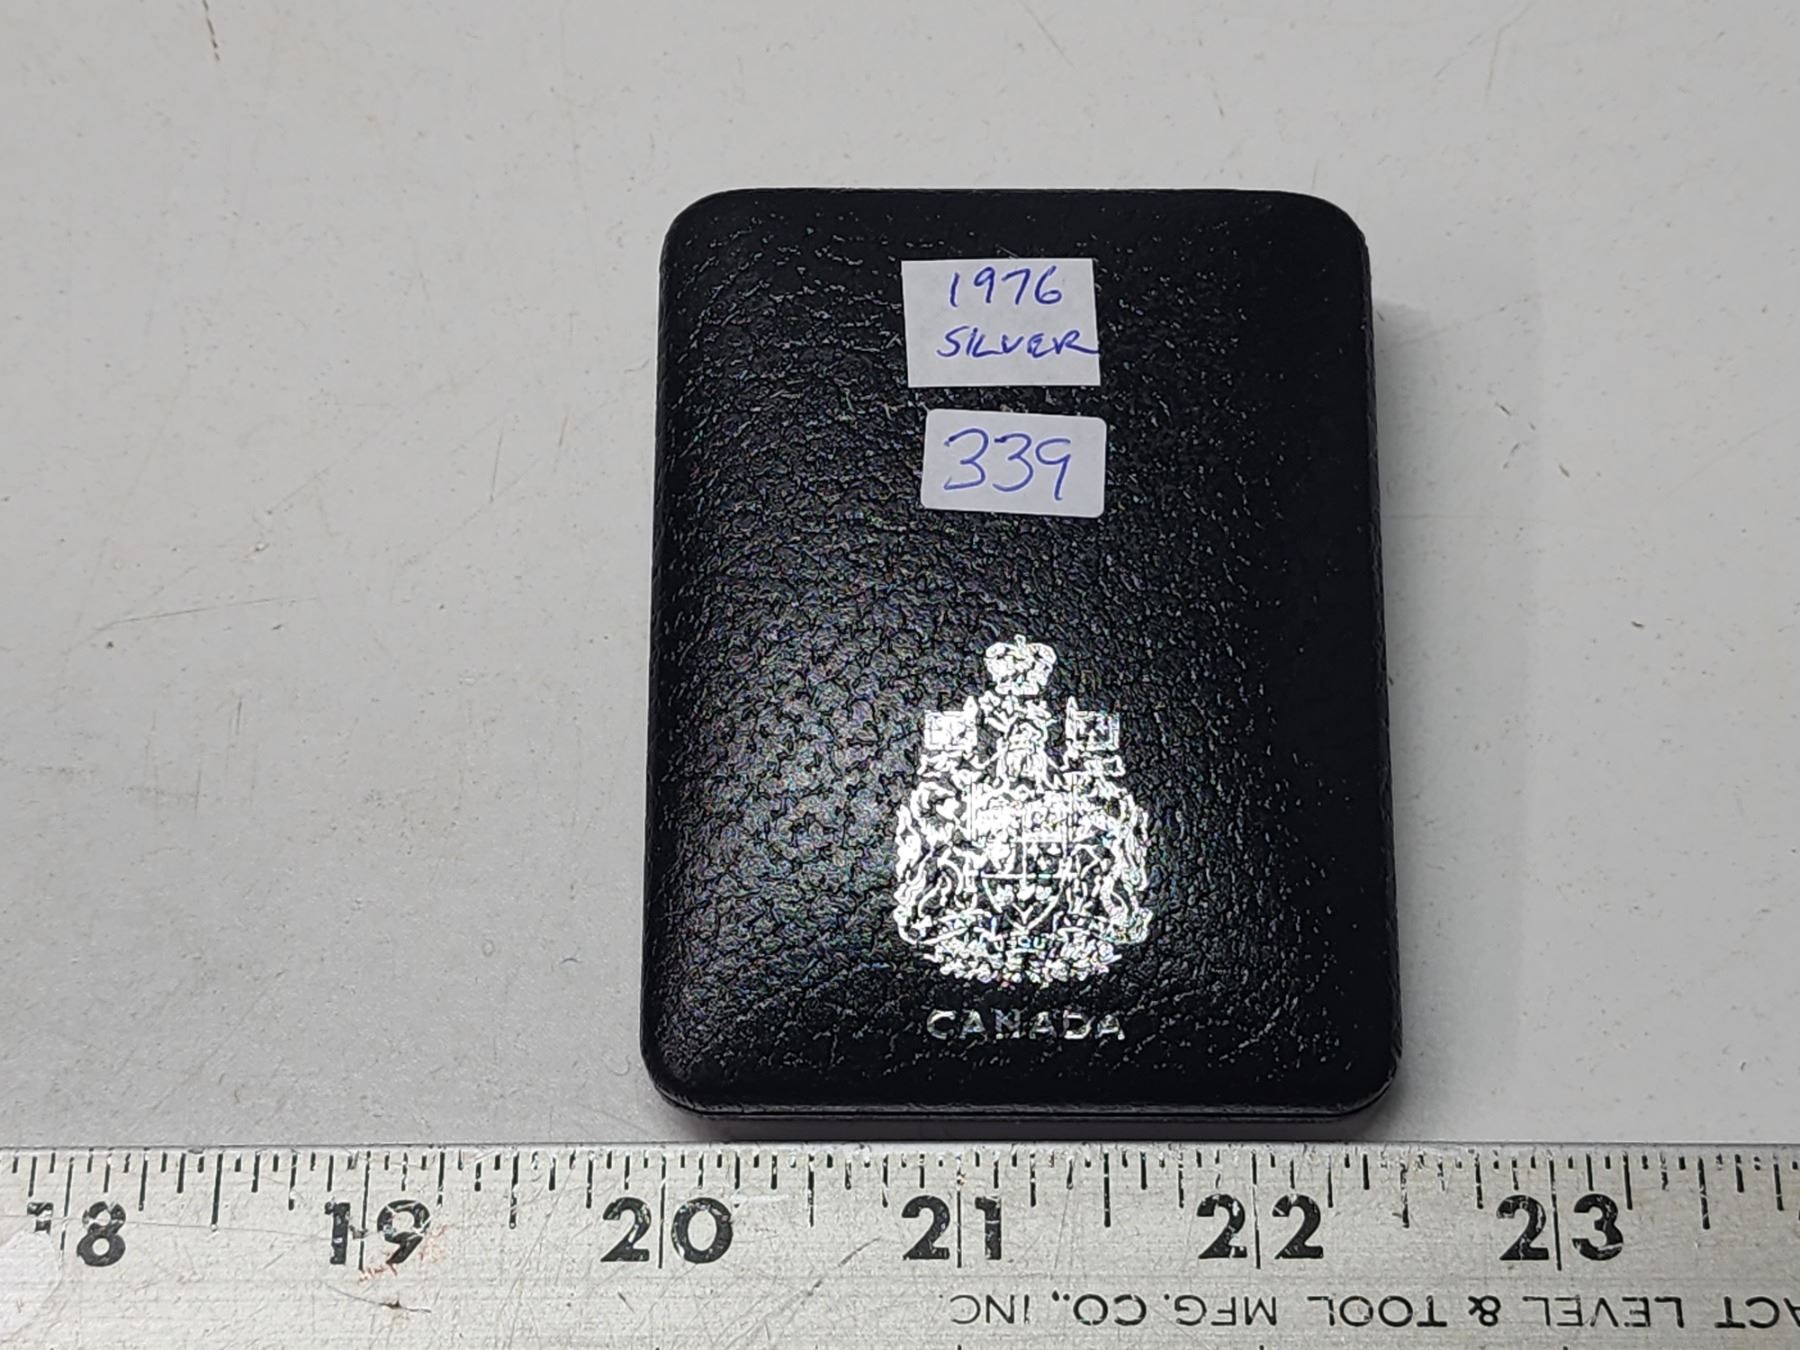 1976
SILVER
339
CANADA
18 19 20 21 22 23
ACT LEVEL & TOOL MFG. CO., INC.